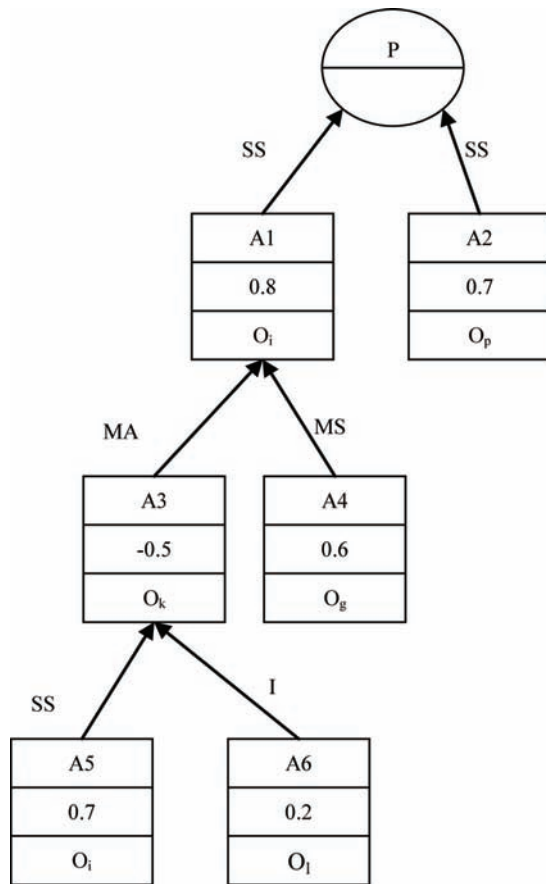 P
SS SS
A1 A2
0.8 0.7
Oi Op
MA MS
A3 A4
-0.5 0.6
Ok Og
SS I
A5 A6
0.7 0.2
Oi Ol